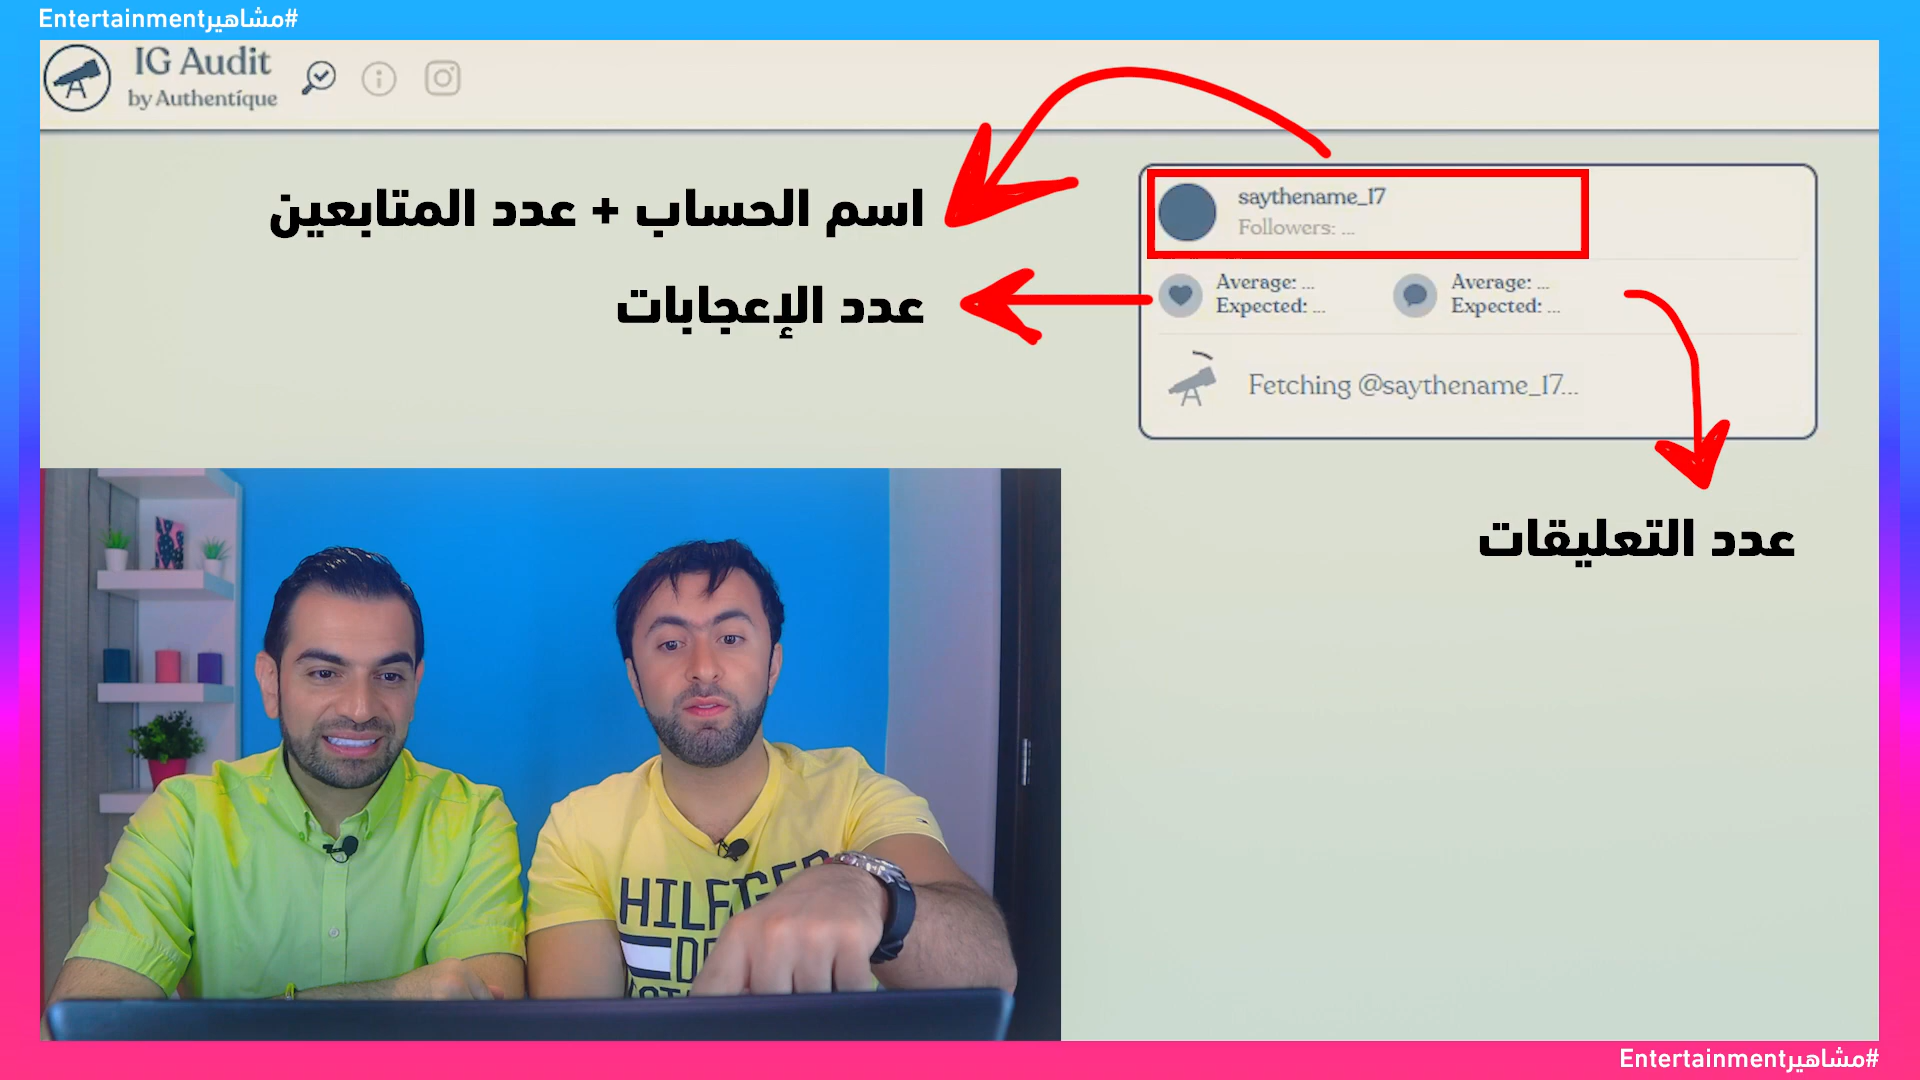 #مشاهيرEntertainment
IG Audit
by Authentíque
saythename_17
Followers: ...
اسم الحساب + عدد المتابعين
Average: ...
Expected: ...
Average: ...
Expected: ...
عدد الإعجابات
Fetching @saythename_17...
عدد التعليقات
HILFIGER
#مشاهيرEntertainment